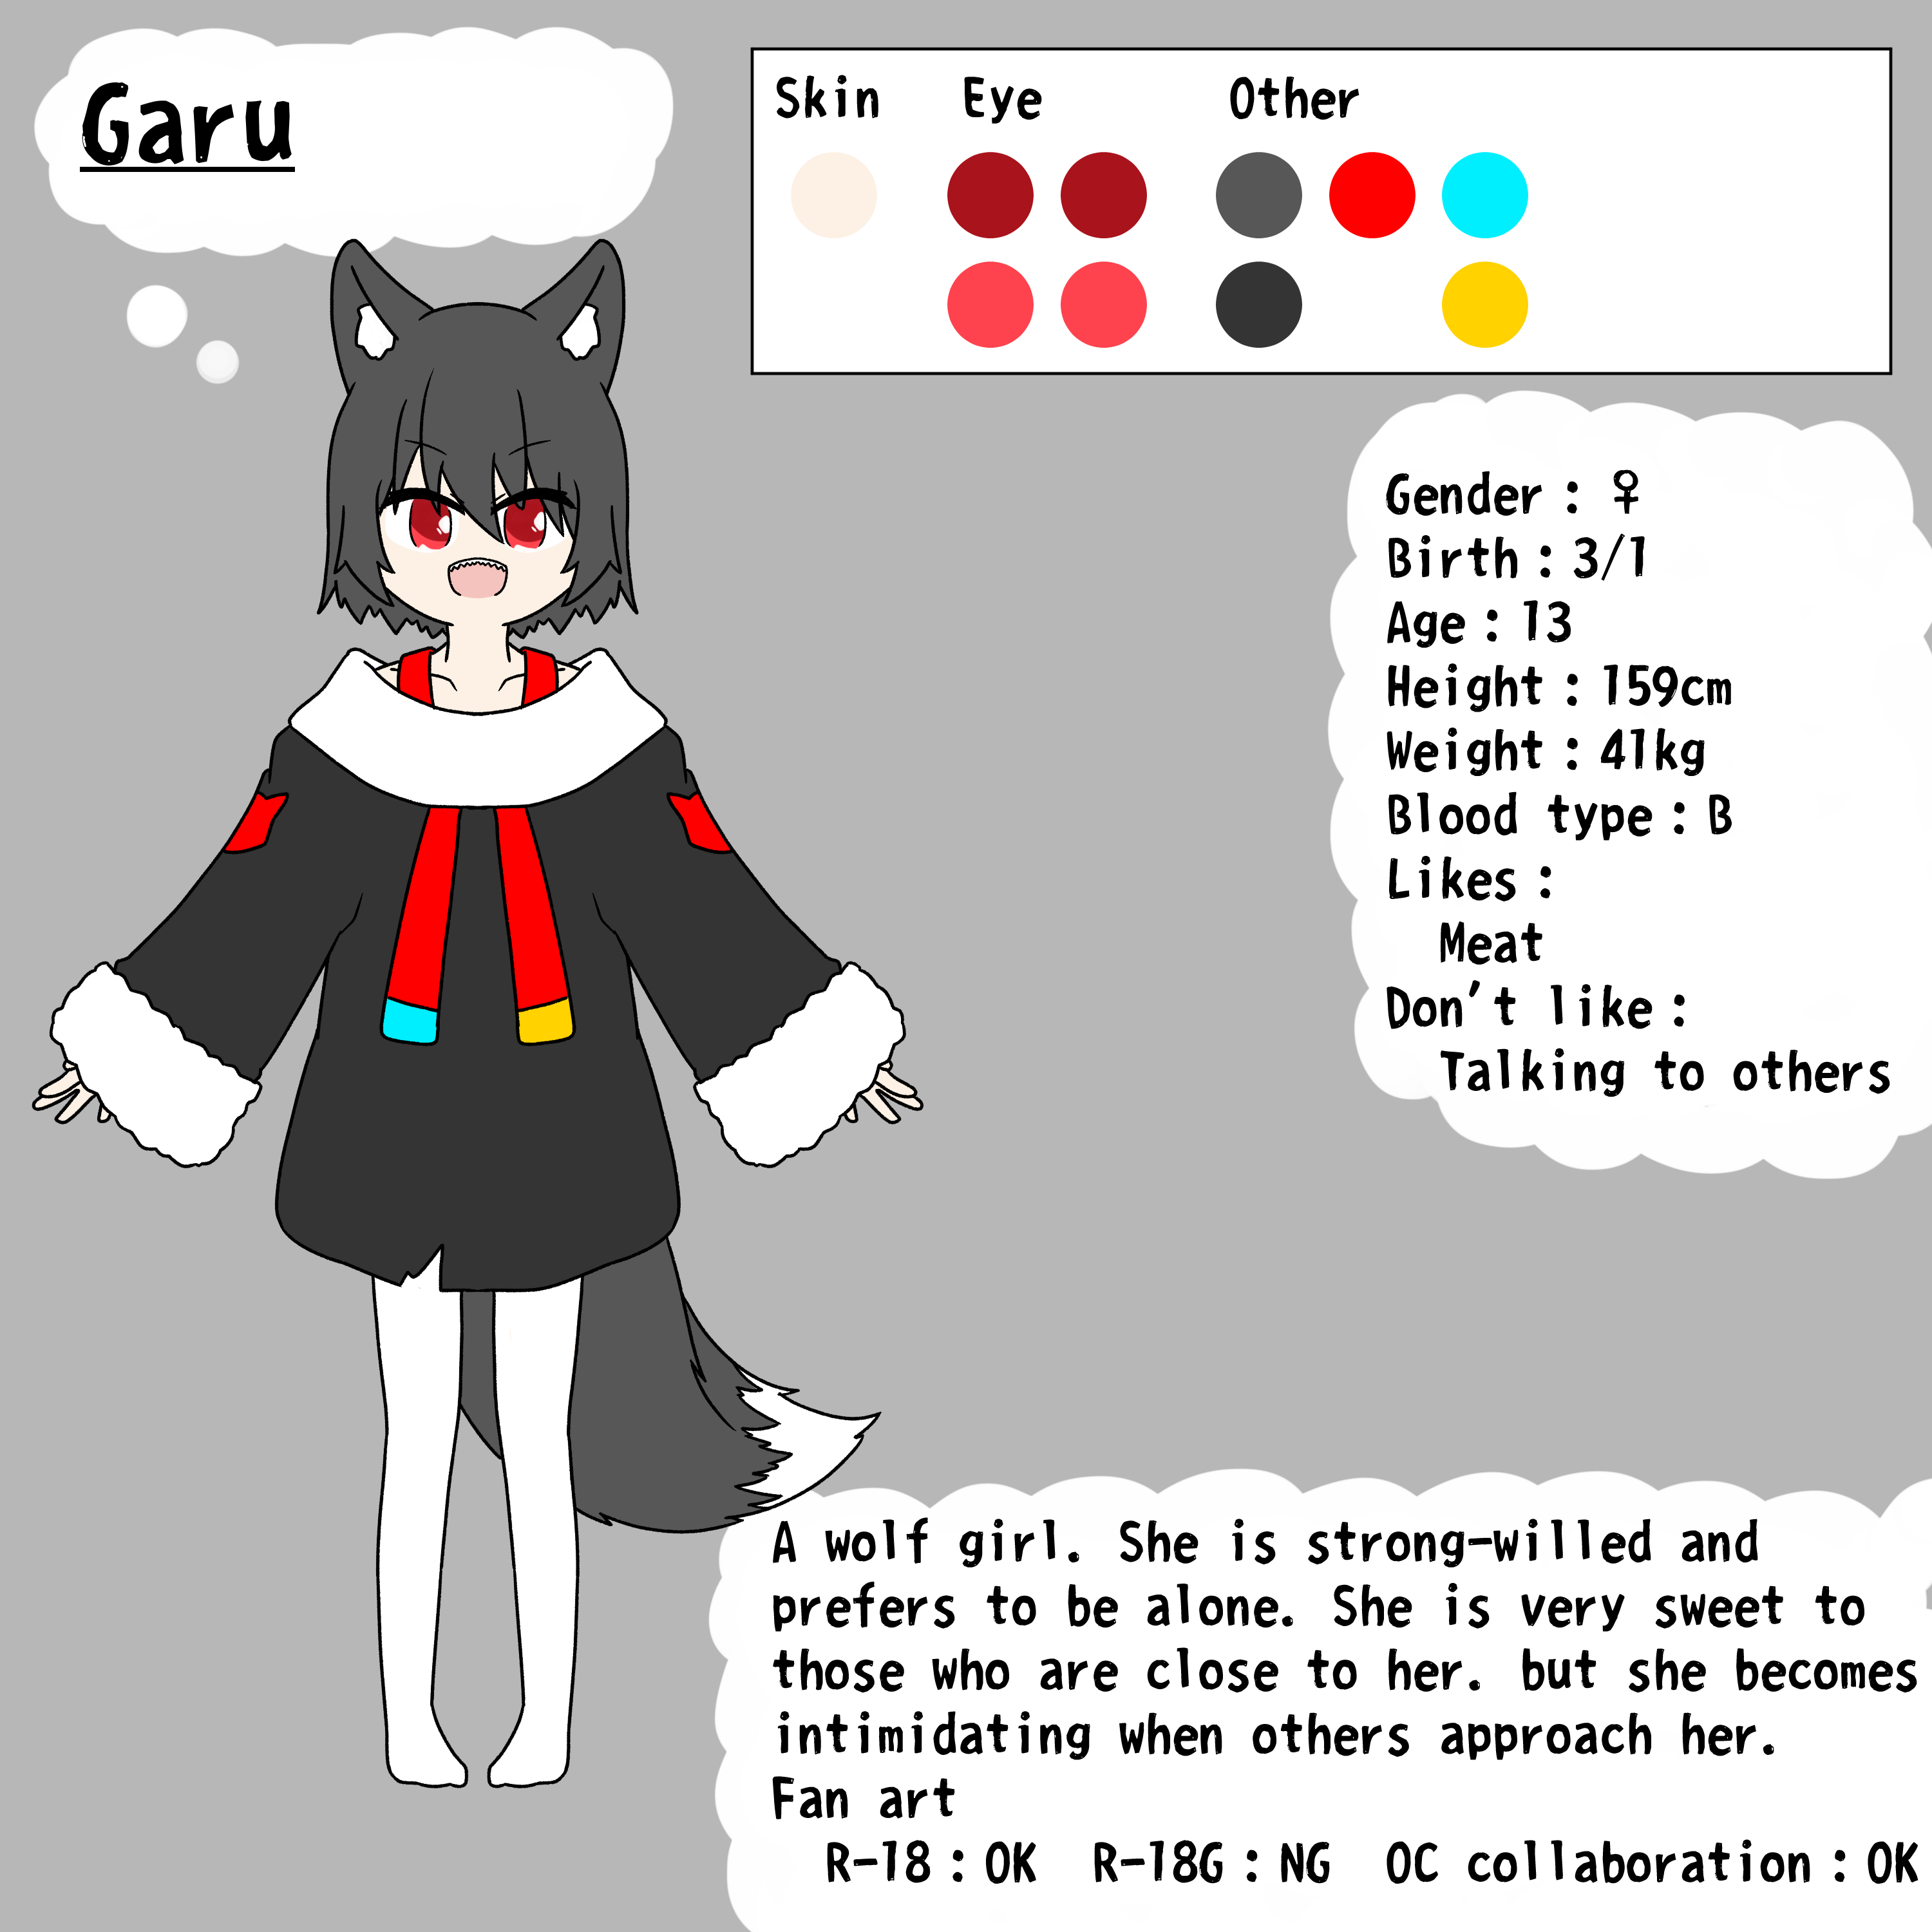 Garu
Skin Eye Other
Gender : ♀
Birth : 3/1
Age : 13
Height : 159cm
Weight : 41kg
Blood type : B
Likes :
Meat
Don't like :
Talking to others
A wolf girl. She is strong-willed and
prefers to be alone. She is very sweet to
those who are close to her. but she becomes
intimidating when others approach her.
Fan art
R-18 : OK R-18G : NG OC collaboration : OK